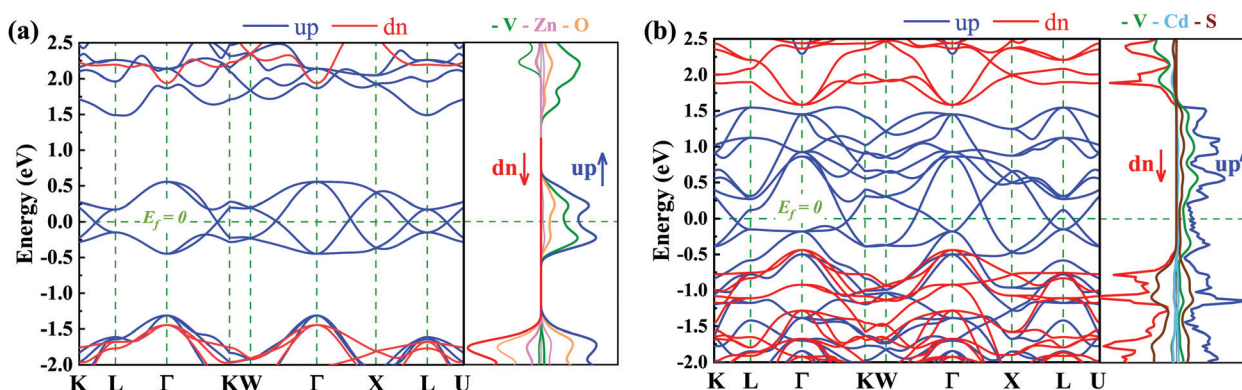 (a)
up dn
- V - Zn - O
Energy (eV)
2.5
2.0
1.5
1.0
0.5
0.0
-0.5
-1.0
-1.5
-2.0
E_f = 0
dn↓
up↑
K L Γ K W Γ X L U
(b)
up dn
- V - Cd - S
Energy (eV)
2.5
2.0
1.5
1.0
0.5
0.0
-0.5
-1.0
-1.5
-2.0
E_f = 0
dn↓
up↑
K L Γ K W Γ X L U